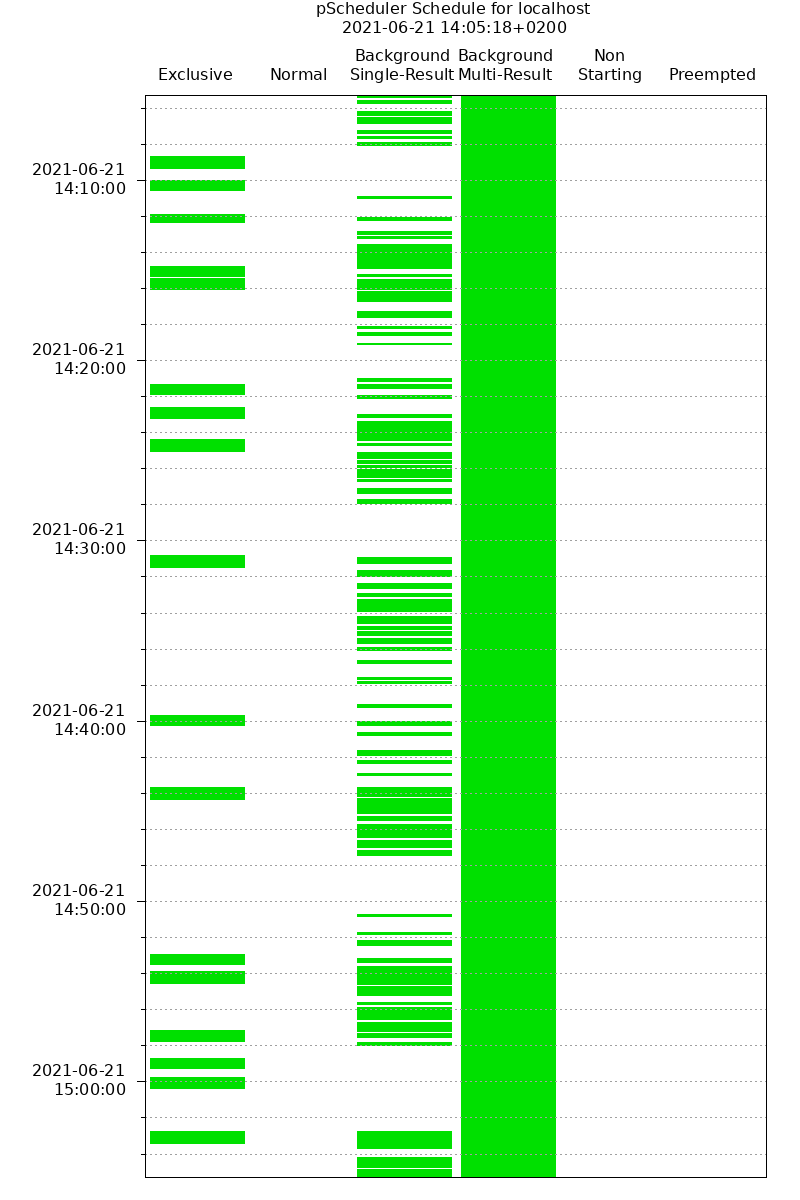 pScheduler Schedule for localhost
2021-06-21 14:05:18+0200
Exclusive
Normal
Background
Single-Result
Background
Multi-Result
Non
Starting
Preempted
2021-06-21
14:10:00
2021-06-21
14:20:00
2021-06-21
14:30:00
2021-06-21
14:40:00
2021-06-21
14:50:00
2021-06-21
15:00:00